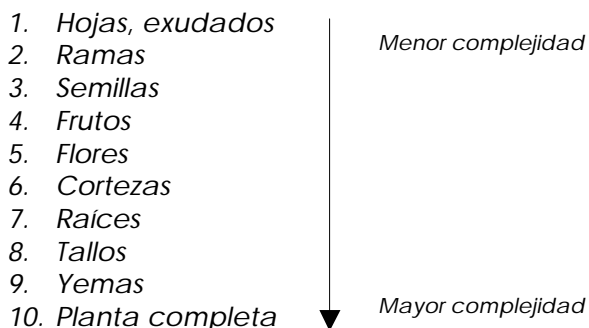 1. Hojas, exudados
2. Ramas
3. Semillas
4. Frutos
5. Flores
6. Cortezas
7. Raíces
8. Tallos
9. Yemas
10. Planta completa
Menor complejidad
Mayor complejidad